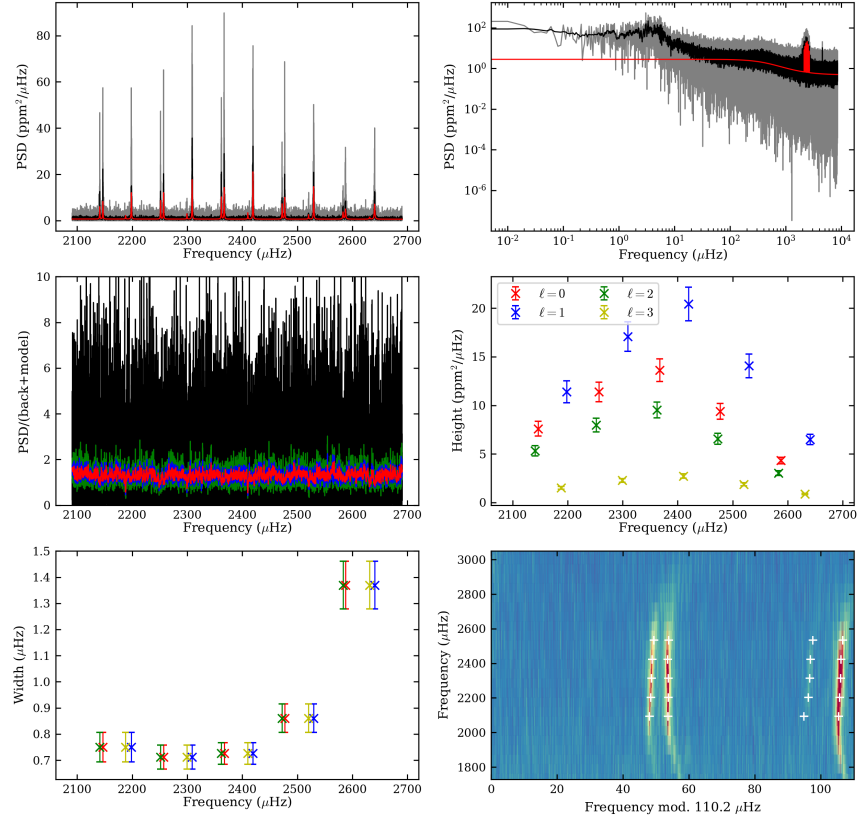 80
60
40
20
0
PSD (ppm²/μHz)
2100 2200 2300 2400 2500 2600 2700
Frequency (μHz)
10²
10⁰
10⁻²
10⁻⁴
10⁻⁶
PSD (ppm²/μHz)
10⁻² 10⁻¹ 10⁰ 10¹ 10² 10³ 10⁴
Frequency (μHz)
10
8
6
4
2
0
PSD/(back+model)
2100 2200 2300 2400 2500 2600 2700
Frequency (μHz)
ℓ=0 ℓ=2
ℓ=1 ℓ=3
20
15
10
5
0
Height (ppm²/μHz)
2100 2200 2300 2400 2500 2600 2700
Frequency (μHz)
1.5
1.4
1.3
1.2
1.1
1.0
0.9
0.8
0.7
Width (μHz)
2100 2200 2300 2400 2500 2600 2700
Frequency (μHz)
3000
2800
2600
2400
2200
2000
1800
Frequency (μHz)
0 20 40 60 80 100
Frequency mod. 110.2 μHz